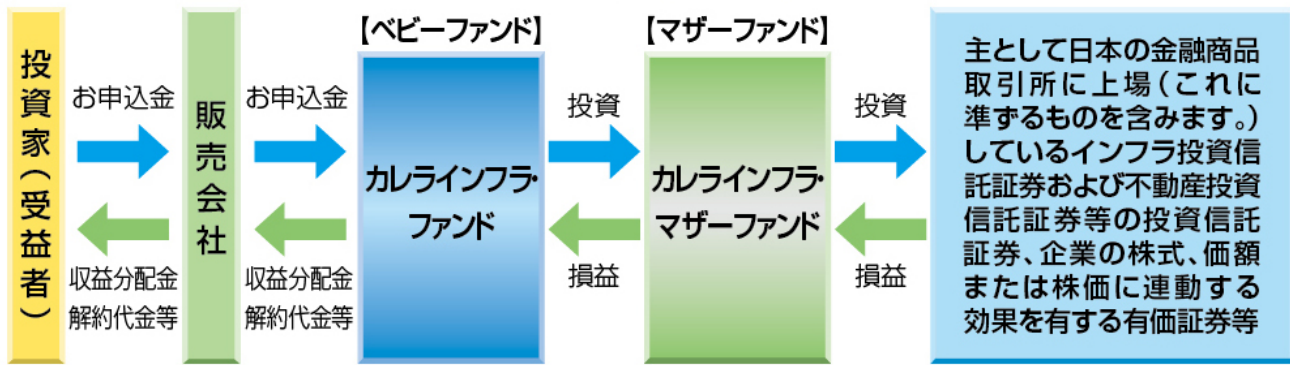 投資家（受益者）
お申込金
収益分配金
解約代金等
販売会社
お申込金
収益分配金
解約代金等
【ベビーファンド】
カレラインフラ・
ファンド
投資
損益
【マザーファンド】
カレラインフラ・
マザーファンド
投資
損益
主として日本の金融商品
取引所に上場（これに
準ずるものを含みます。）
しているインフラ投資信
託証券および不動産投資
信託証券等の投資信託
証券、企業の株式、価額
または株価に連動する
効果を有する有価証券等